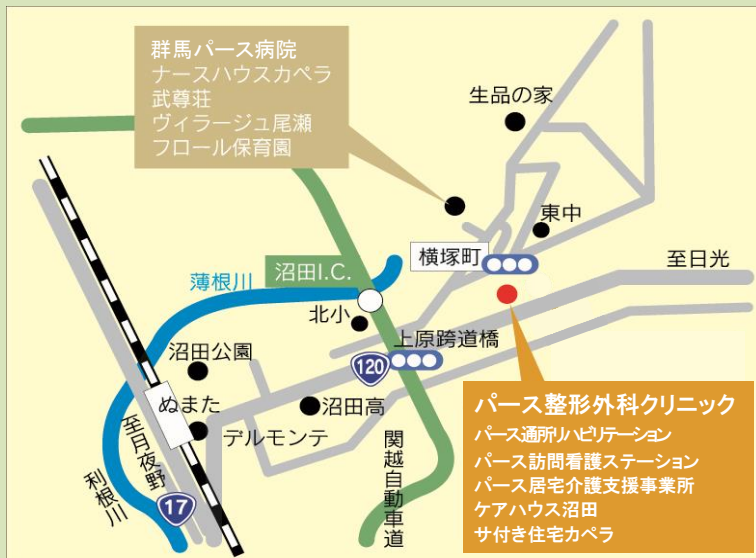 群馬パース病院
ナースハウスカペラ
武尊荘
ヴィラージュ尾瀬
フロール保育園
生品の家
東中
横塚町
至日光
沼田I.C.
薄根川
北小
上原跨道橋
沼田公園
120
ぬまた
沼田高
デルモンテ
至月夜野
利根川
17
関越自動車道
パース整形外科クリニック
パース通所リハビリテーション
パース訪問看護ステーション
パース居宅介護支援事業所
ケアハウス沼田
サ付き住宅カペラ